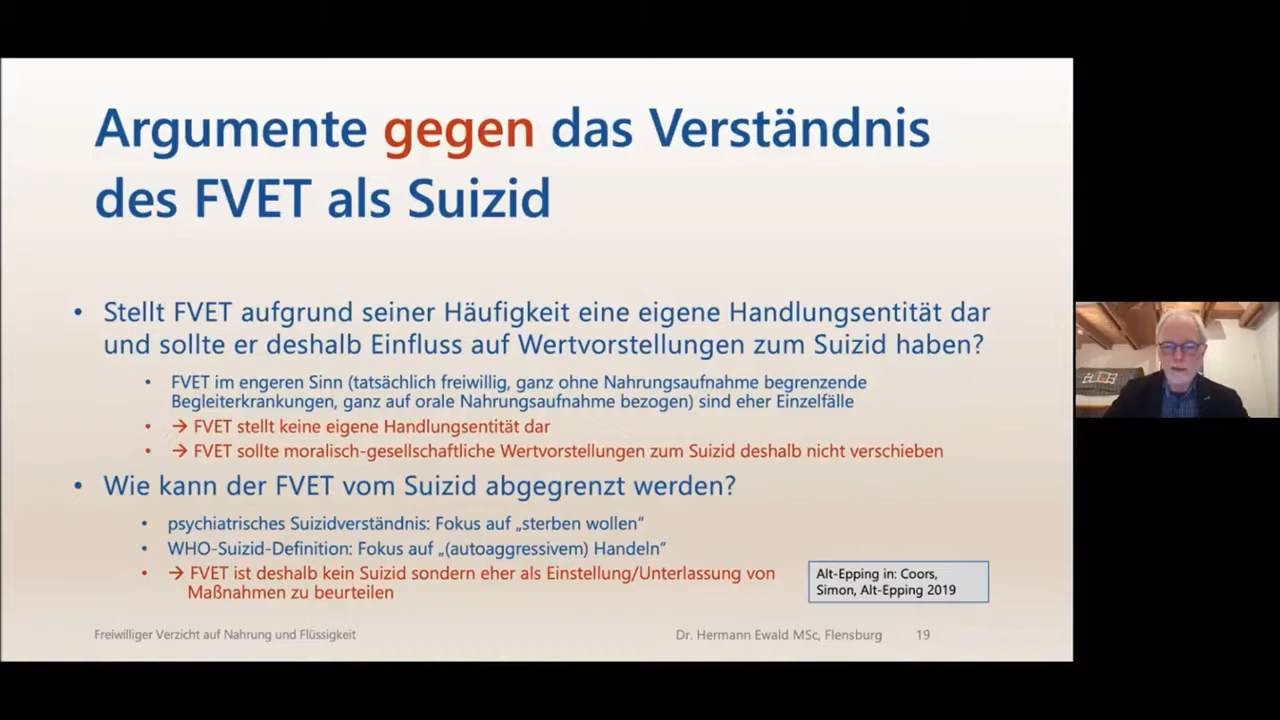 Argumente gegen das Verständnis
des FVET als Suizid
• Stellt FVET aufgrund seiner Häufigkeit eine eigene Handlungsentität dar
und sollte er deshalb Einfluss auf Wertvorstellungen zum Suizid haben?
• FVET im engeren Sinn (tatsächlich freiwillig, ganz ohne Nahrungsaufnahme begrenzende
Begleiterkrankungen, ganz auf orale Nahrungsaufnahme bezogen) sind eher Einzelfälle
• → FVET stellt keine eigene Handlungsentität dar
• → FVET sollte moralisch-gesellschaftliche Wertvorstellungen zum Suizid deshalb nicht verschieben
• Wie kann der FVET vom Suizid abgegrenzt werden?
• psychiatrisches Suizidverständnis: Fokus auf „sterben wollen“
• WHO-Suizid-Definition: Fokus auf „(autoaggressivem) Handeln“
• → FVET ist deshalb kein Suizid sondern eher als Einstellung/Unterlassung von
Maßnahmen zu beurteilen
Alt-Epping in: Coors,
Simon, Alt-Epping 2019
Freiwilliger Verzicht auf Nahrung und Flüssigkeit
Dr. Hermann Ewald MSc, Flensburg
19